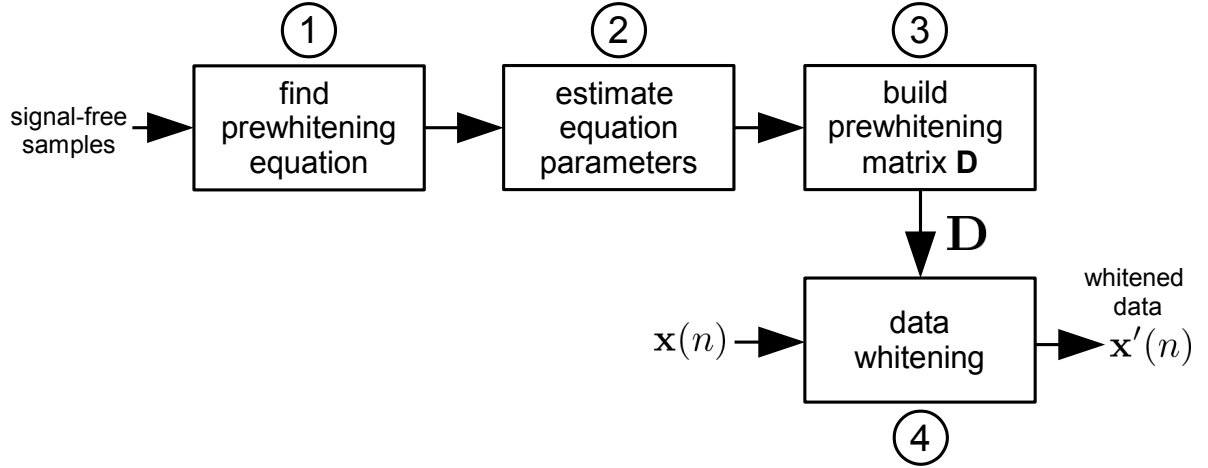 1
2
3
signal-free
samples
find
prewhitening
equation
estimate
equation
parameters
build
prewhitening
matrix D
D
x(n)
data
whitening
whitened
data
x′(n)
4